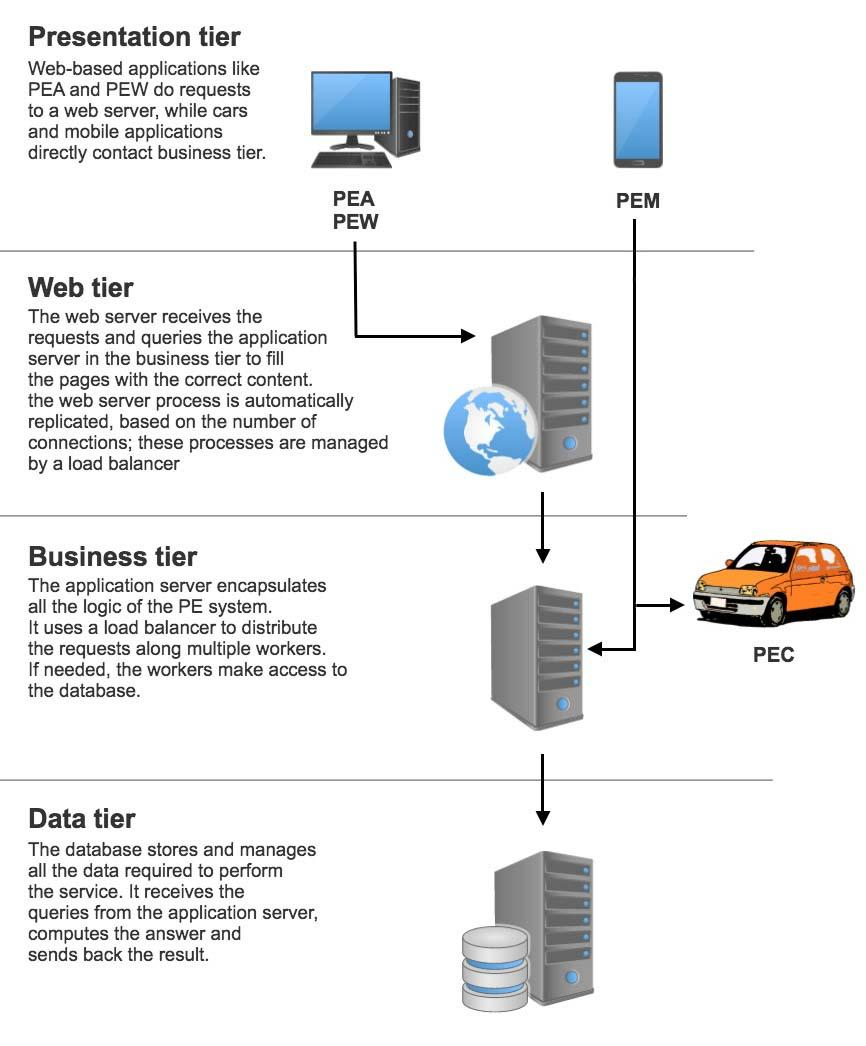 Presentation tier
Web-based applications like
PEA and PEW do requests
to a web server, while cars
and mobile applications
directly contact business tier.
PEA
PEW
PEM
Web tier
The web server receives the
requests and queries the application
server in the business tier to fill
the pages with the correct content.
the web server process is automatically
replicated, based on the number of
connections; these processes are managed
by a load balancer
Business tier
The application server encapsulates
all the logic of the PE system.
It uses a load balancer to distribute
the requests along multiple workers.
If needed, the workers make access to
the database.
PEC
Data tier
The database stores and manages
all the data required to perform
the service. It receives the
queries from the application server,
computes the answer and
sends back the result.